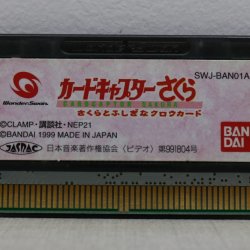 カードキャプターさくら
SWJ-BAN01A
WonderSwan
CARDCAPTOR SAKURA
さくらとふしぎなクロウカード
©CLAMP・講談社・NEP21
©BANDAI 1999 MADE IN JAPAN
BAN
DAI
JASRAC
日本音楽著作権協会(ビデオ)第991804号